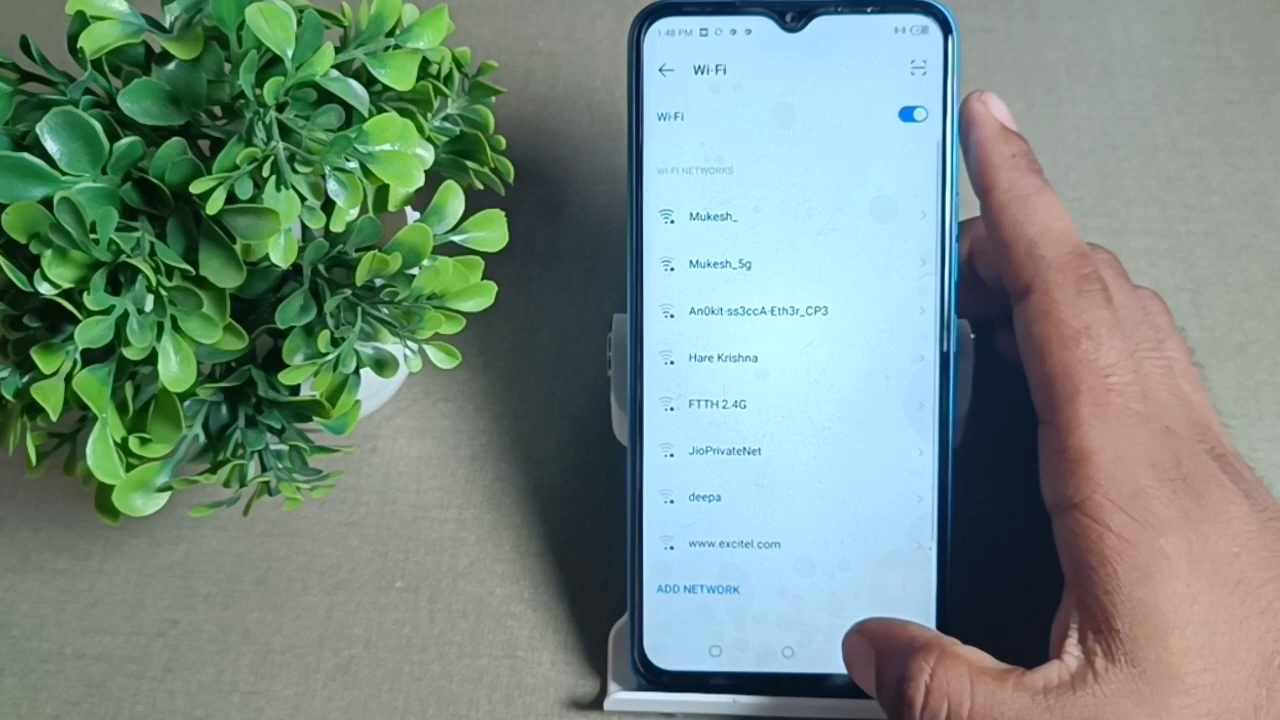 1:48 PM
Wi-Fi
Wi-Fi
WI-FI NETWORKS
Mukesh_
Mukesh_5g
An0kit-ss3ccA-Eth3r_CP3
Hare Krishna
FTTH 2.4G
JioPrivateNet
deepa
www.excitel.com
ADD NETWORK